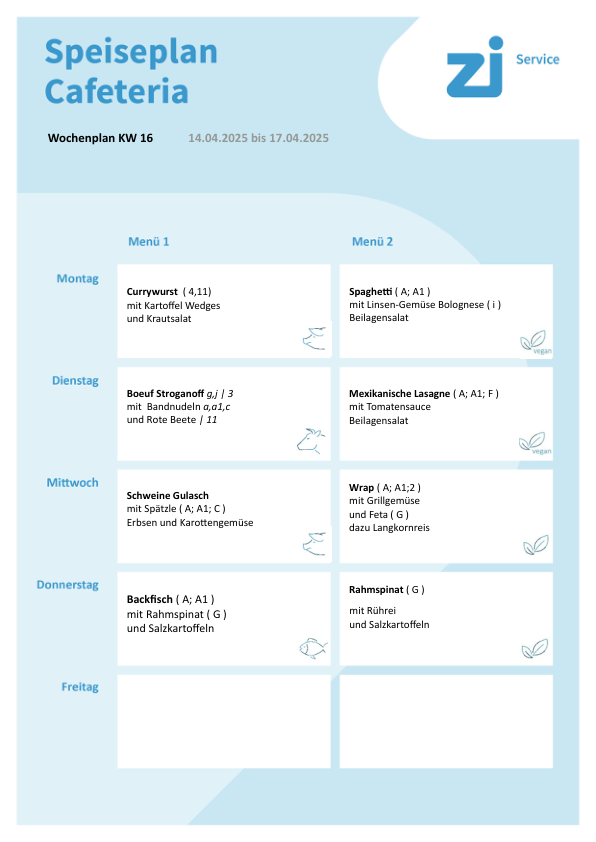 Speiseplan
Cafeteria
zi Service
Wochenplan KW 16 14.04.2025 bis 17.04.2025
Menü 1 Menü 2
Montag
Currywurst ( 4,11)
mit Kartoffel Wedges
und Krautsalat
Spaghetti ( A; A1 )
mit Linsen-Gemüse Bolognese ( i )
Beilagensalat
vegan
Dienstag
Boeuf Stroganoff g,j | 3
mit Bandnudeln a,a1,c
und Rote Beete | 11
Mexikanische Lasagne ( A; A1; F )
mit Tomatensauce
Beilagensalat
vegan
Mittwoch
Schweine Gulasch
mit Spätzle ( A; A1; C )
Erbsen und Karottengemüse
Wrap ( A; A1;2 )
mit Grillgemüse
und Feta ( G )
dazu Langkornreis
Donnerstag
Backfisch ( A; A1 )
mit Rahmspinat ( G )
und Salzkartoffeln
Rahmspinat ( G )
mit Rührei
und Salzkartoffeln
Freitag